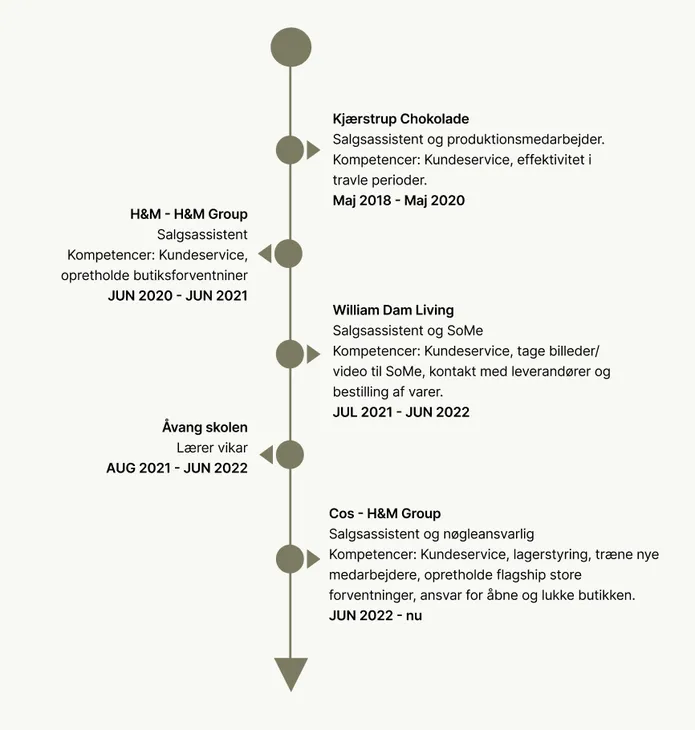 Kjærstrup Chokolade
Salgsassistent og produktionsmedarbejder.
Kompetencer: Kundeservice, effektivitet i
travle perioder.
Maj 2018 - Maj 2020
H&M - H&M Group
Salgsassistent
Kompetencer: Kundeservice,
opretholde butiksforventniner
JUN 2020 - JUN 2021
William Dam Living
Salgsassistent og SoMe
Kompetencer: Kundeservice, tage billeder/
video til SoMe, kontakt med leverandører og
bestilling af varer.
JUL 2021 - JUN 2022
Åvang skolen
Lærer vikar
AUG 2021 - JUN 2022
Cos - H&M Group
Salgsassistent og nøgleansvarlig
Kompetencer: Kundeservice, lagerstyring, træne nye
medarbejdere, opretholde flagship store
forventninger, ansvar for åbne og lukke butikken.
JUN 2022 - nu